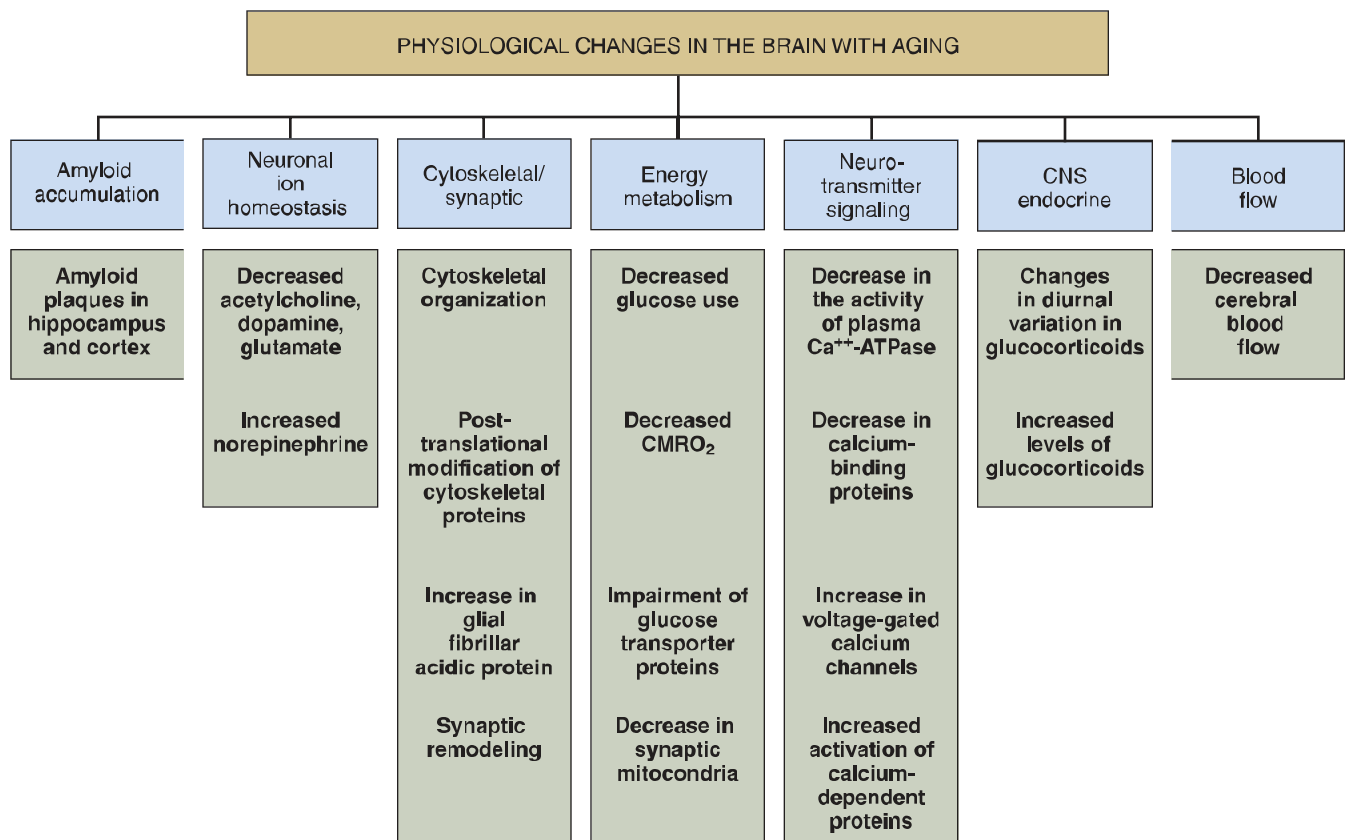 PHYSIOLOGICAL CHANGES IN THE BRAIN WITH AGING
Amyloid
accumulation
Neuronal
ion
homeostasis
Cytoskeletal/
synaptic
Energy
metabolism
Neuro-
transmitter
signaling
CNS
endocrine
Blood
flow
Amyloid
plaques in
hippocampus
and cortex
Decreased
acetylcholine,
dopamine,
glutamate
Increased
norepinephrine
Cytoskeletal
organization
Post-
translational
modification of
cytoskeletal
proteins
Increase in
glial
fibrillar
acidic protein
Synaptic
remodeling
Decreased
glucose use
Decreased
CMRO₂
Impairment of
glucose
transporter
proteins
Decrease in
synaptic
mitocondria
Decrease in
the activity
of plasma
Ca⁺⁺-ATPase
Decrease in
calcium-
binding
proteins
Increase in
voltage-gated
calcium
channels
Increased
activation of
calcium-
dependent
proteins
Changes
in diurnal
variation in
glucocorticoids
Increased
levels of
glucocorticoids
Decreased
cerebral
blood
flow